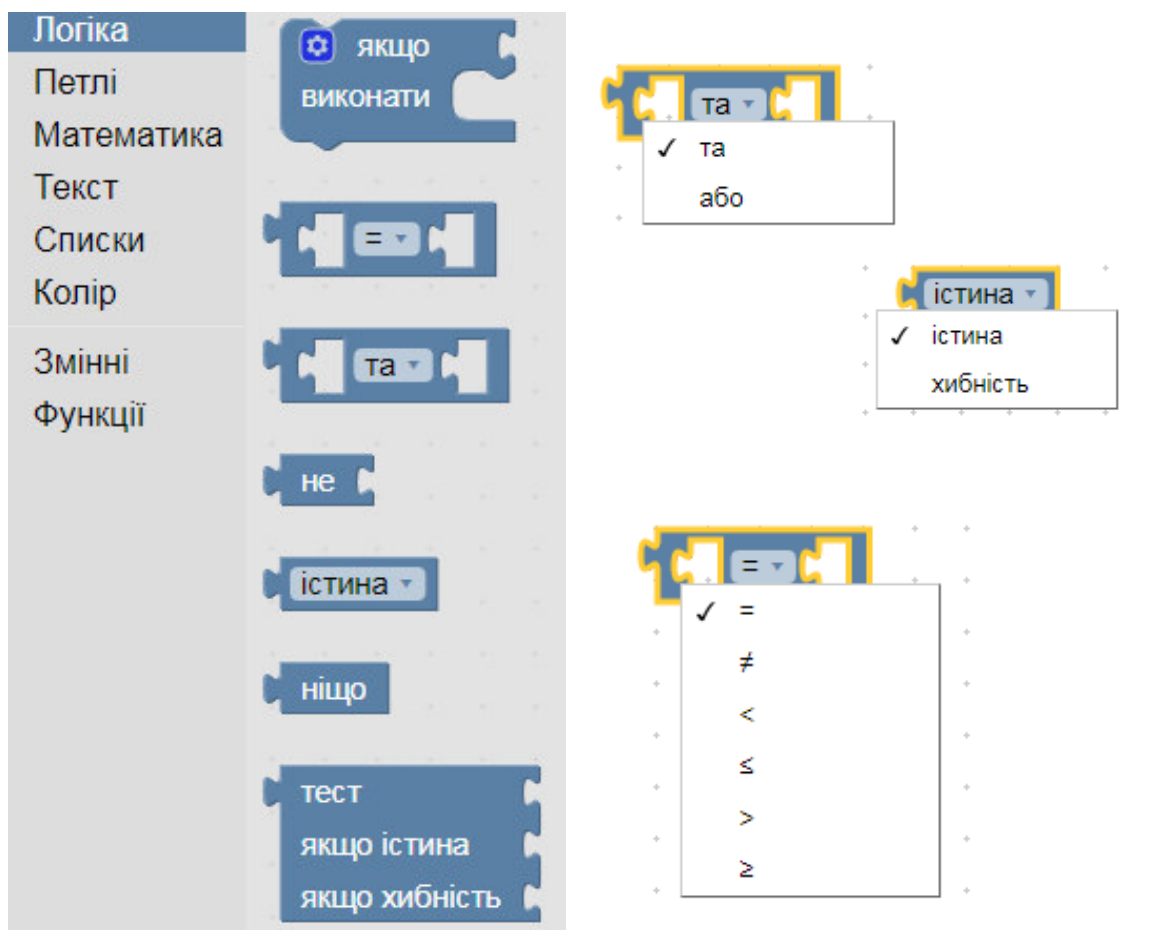 Логіка
Петлі
Математика
Текст
Списки
Колір
Змінні
Функції
якщо
виконати
=
та
не
істина
ніщо
тест
якщо істина
якщо хибність
та
✓ та
або
істина
✓ істина
хибність
=
✓ =
≠
<
≤
>
≥